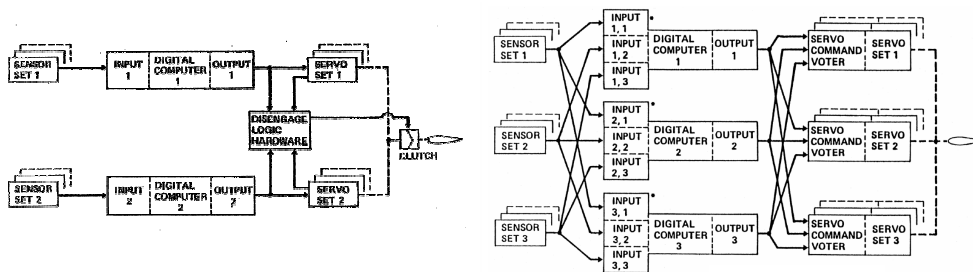 SENSOR
SET 1
INPUT
1
DIGITAL
COMPUTER
1
OUTPUT
1
SERVO
SET 1
DISENGAGE
LOGIC
HARDWARE
CLUTCH
SENSOR
SET 2
INPUT
2
DIGITAL
COMPUTER
2
OUTPUT
2
SERVO
SET 2
SENSOR
SET 1
INPUT
1, 1
*
INPUT
1, 2
INPUT
1, 3
DIGITAL
COMPUTER
1
OUTPUT
1
SERVO
COMMAND
VOTER
SERVO
SET 1
SENSOR
SET 2
INPUT
2, 1
*
INPUT
2, 2
INPUT
2, 3
DIGITAL
COMPUTER
2
OUTPUT
2
SERVO
COMMAND
VOTER
SERVO
SET 2
SENSOR
SET 3
INPUT
3, 1
*
INPUT
3, 2
INPUT
3, 3
DIGITAL
COMPUTER
3
OUTPUT
3
SERVO
COMMAND
VOTER
SERVO
SET 3